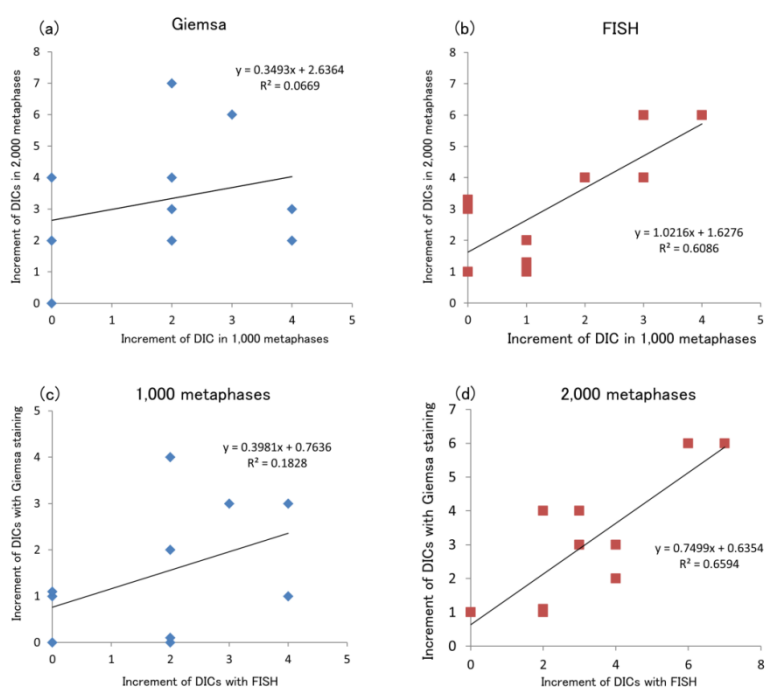 (a)
Giemsa
y = 0.3493x + 2.6364
R² = 0.0669
Increment of DICs in 2,000 metaphases
8
7
6
5
4
3
2
1
0
0 1 2 3 4 5
Increment of DIC in 1,000 metaphases
(b)
FISH
y = 1.0216x + 1.6276
R² = 0.6086
Increment of DICs in 2,000 metaphases
8
7
6
5
4
3
2
1
0
0 1 2 3 4 5
Increment of DIC in 1,000 metaphases
(c)
1,000 metaphases
y = 0.3981x + 0.7636
R² = 0.1828
Increment of DICs with Giemsa staining
5
4
3
2
1
0
0 1 2 3 4 5
Increment of DICs with FISH
(d)
2,000 metaphases
y = 0.7499x + 0.6354
R² = 0.6594
Increment of DICs with Giemsa staining
7
6
5
4
3
2
1
0
0 2 4 6 8
Increment of DICs with FISH